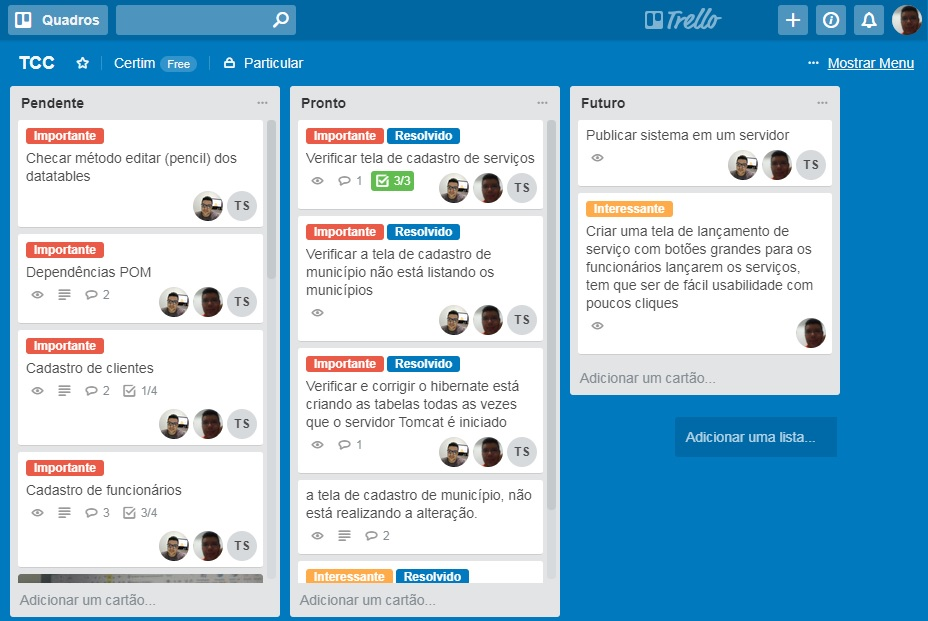 Quadros
Trello
TCC
Certim Free
Particular
Mostrar Menu
Pendente
Importante
Checar método editar (pencil) dos
datatables
TS
Importante
Dependências POM
2
TS
Importante
Cadastro de clientes
2 1/4
TS
Importante
Cadastro de funcionários
3 3/4
TS
Adicionar um cartão...
Pronto
Importante Resolvido
Verificar tela de cadastro de serviços
1 3/3
TS
Importante Resolvido
Verificar a tela de cadastro de
município não está listando os
municípios
TS
Importante Resolvido
Verificar e corrigir o hibernate está
criando as tabelas todas as vezes
que o servidor Tomcat é iniciado
1
TS
a tela de cadastro de município, não
está realizando a alteração.
2
Interessante Resolvido
Adicionar um cartão...
Futuro
Publicar sistema em um servidor
TS
Interessante
Criar uma tela de lançamento de
serviço com botões grandes para os
funcionários lançarem os serviços,
tem que ser de fácil usabilidade com
poucos cliques
Adicionar um cartão...
Adicionar uma lista...